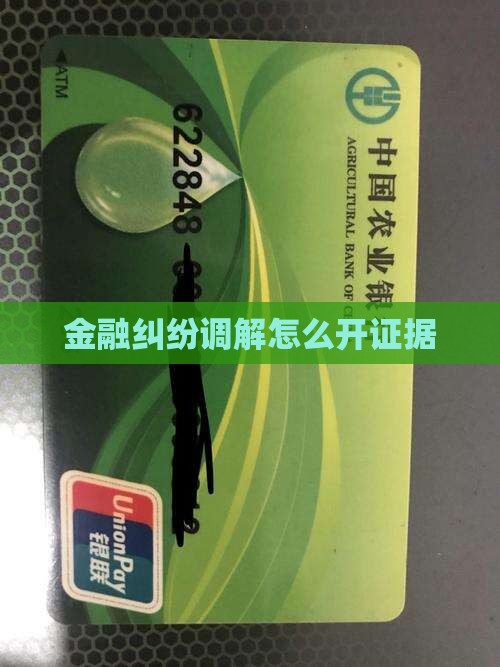 金融纠纷调解怎么开证据
中国农业银
AGRICULTURAL BANK OF
ATM
622848
UnionPay
银联